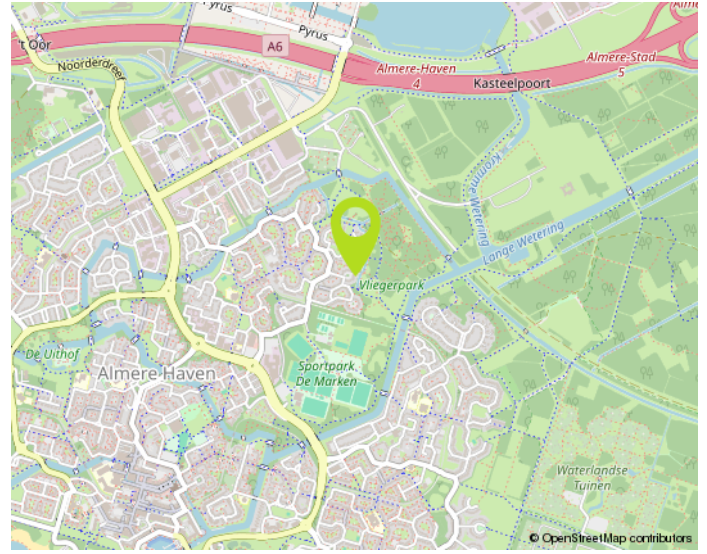 Pyrus
Pyrus
't Oor
A6
Noorderdreef
Almere-Haven
4
Almere-Stad
5
Kasteelpoort
Kromme Wetering
Lange Wetering
Vliegerpark
De Uithof
Almere Haven
Sportpark
De Marken
Waterlandse
Tuinen
© OpenStreetMap contributors